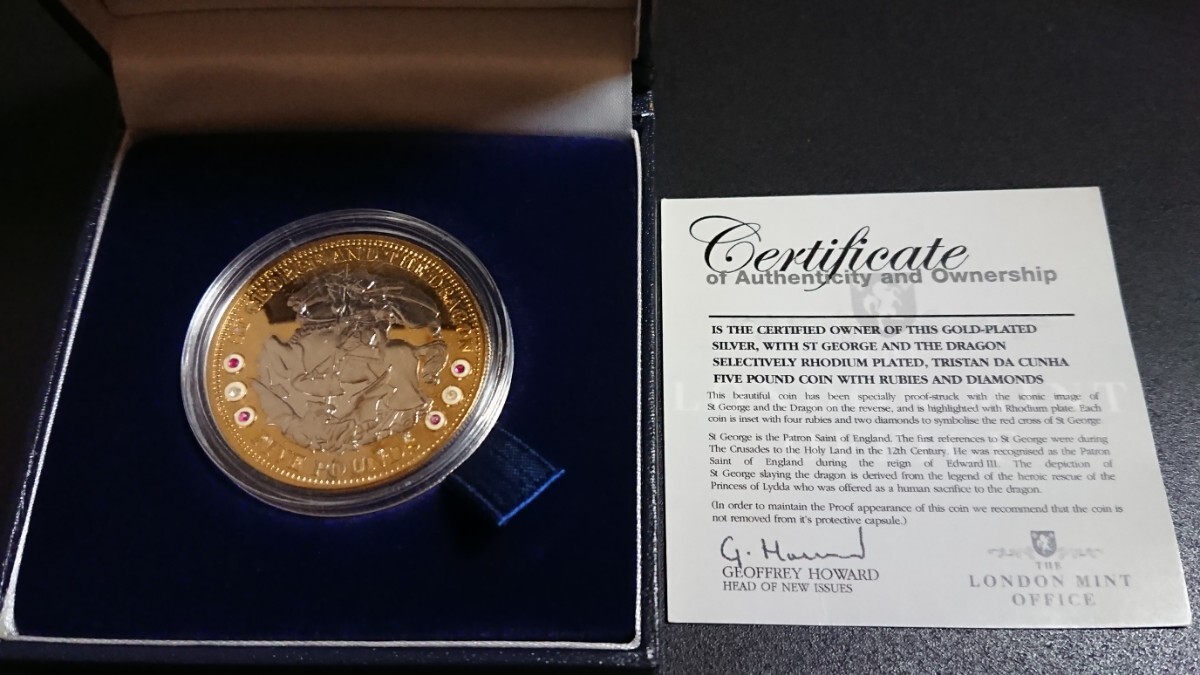 ST GEORGE AND THE DRAGON
FIVE POUNDS
Certificate
of Authenticity and Ownership
IS THE CERTIFIED OWNER OF THIS GOLD-PLATED
SILVER, WITH ST GEORGE AND THE DRAGON
SELECTIVELY RHODIUM PLATED, TRISTAN DA CUNHA
FIVE POUND COIN WITH RUBIES AND DIAMONDS
This beautiful coin has been specially proof-struck with the iconic image of
St George and the Dragon on the reverse, and is highlighted with Rhodium plate. Each
coin is inset with four rubies and two diamonds to symbolise the red cross of St George.
St George is the Patron Saint of England. The first references to St George were during
The Crusades to the Holy Land in the 12th Century. He was recognised as the Patron
Saint of England during the reign of Edward III. The depiction of
St George slaying the dragon is derived from the legend of the heroic rescue of the
Princess of Lydda who was offered as a human sacrifice to the dragon.
(In order to maintain the Proof appearance of this coin we recommend that the coin is
not removed from it's protective capsule.)
G. Howard
GEOFFREY HOWARD
HEAD OF NEW ISSUES
THE
LONDON MINT
OFFICE